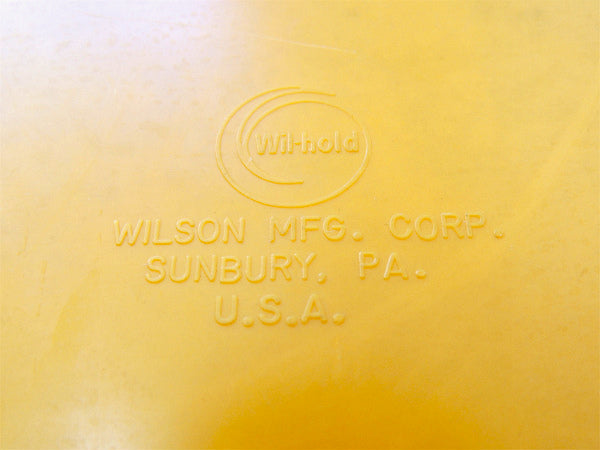 Wil-hold
WILSON MFG. CORP.
SUNBURY, PA.
U.S.A.